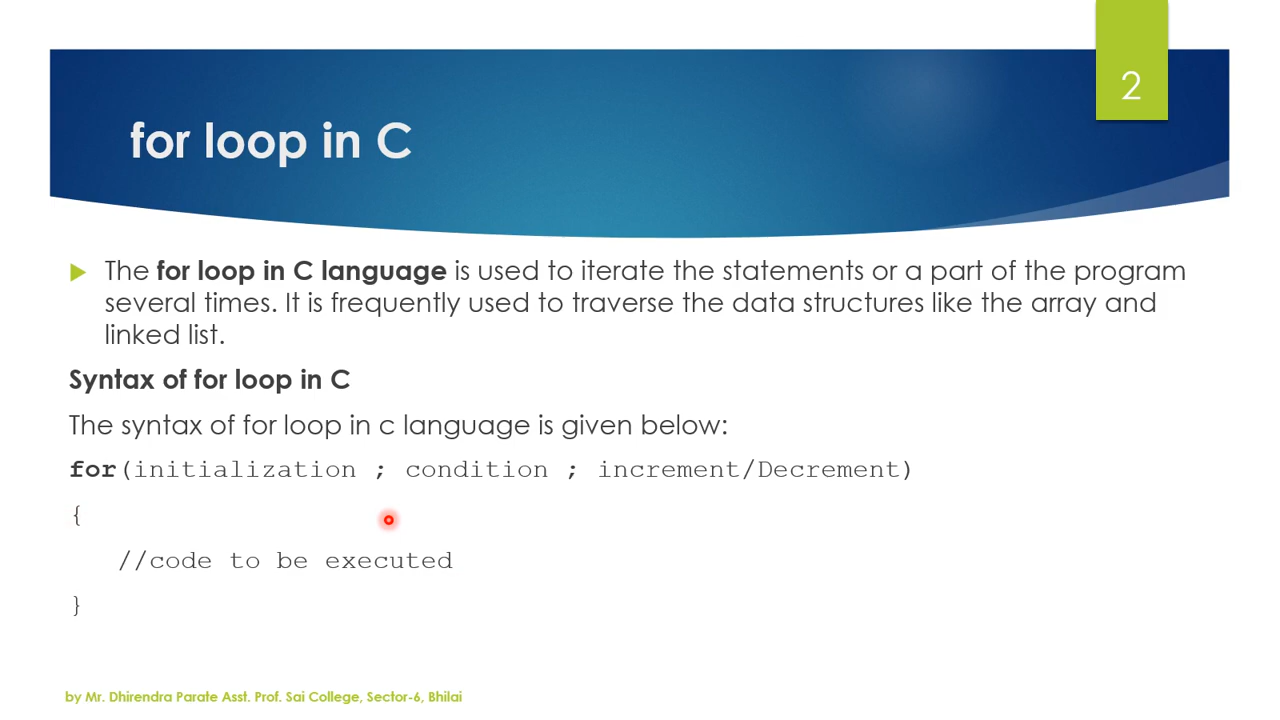 2
for loop in C
The for loop in C language is used to iterate the statements or a part of the program
several times. It is frequently used to traverse the data structures like the array and
linked list.
Syntax of for loop in C
The syntax of for loop in c language is given below:
for(initialization ; condition ; increment/Decrement)
{
//code to be executed
}
by Mr. Dhirendra Parate Asst. Prof. Sai College, Sector-6, Bhilai